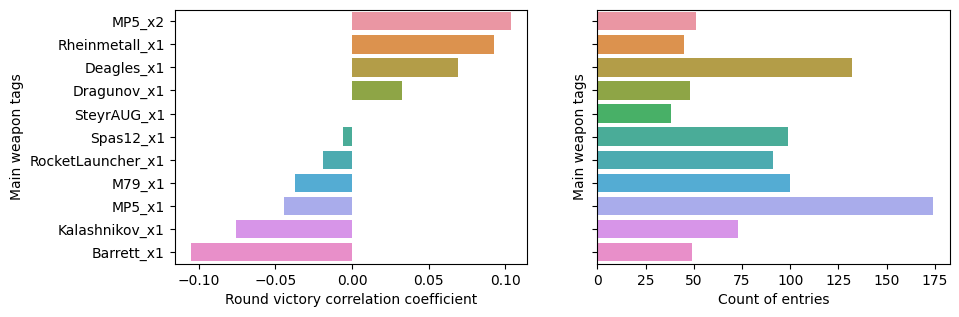 Main weapon tags
MP5_x2
Rheinmetall_x1
Deagles_x1
Dragunov_x1
SteyrAUG_x1
Spas12_x1
RocketLauncher_x1
M79_x1
MP5_x1
Kalashnikov_x1
Barrett_x1
−0.10 −0.05 0.00 0.05 0.10
Round victory correlation coefficient
Main weapon tags
0 25 50 75 100 125 150 175
Count of entries